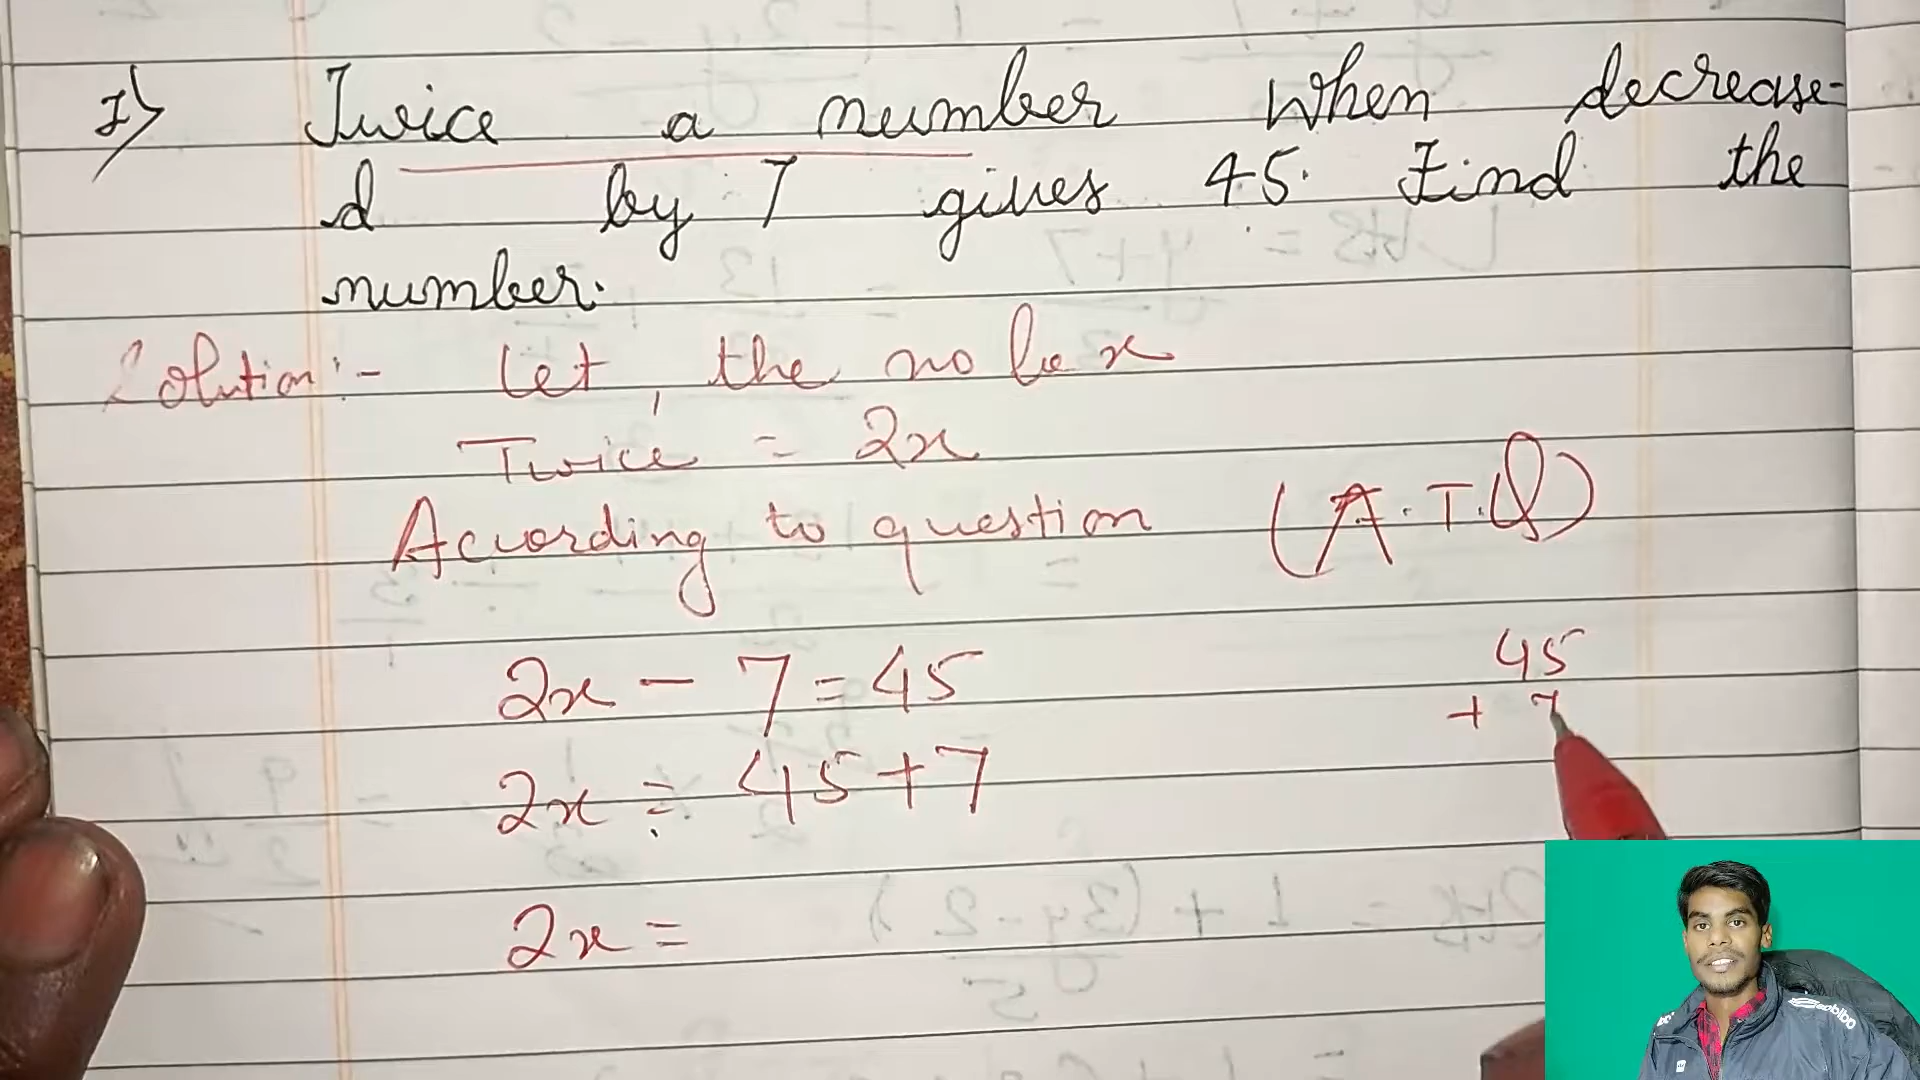 I) Twice a number when decrease-
d by 7 gives 45. Find the
number.
Solution:- Let, the no be x
Twice = 2x
According to question (A.T.Q)
2x - 7 = 45
45
+ 7
2x = 45 + 7
2x =